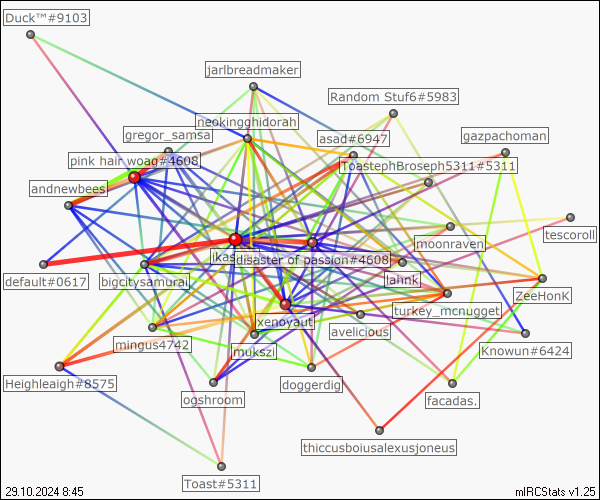 Duck™#9103
jarlbreadmaker
Random Stuf6#5983
neokingghidorah
gregor_samsa
asad#6947
gazpachoman
pink hair woag#4608
ToastephBroseph5311#5311
andnewbees
tescoroll
moonraven
disaster of passion#4608
default#0617
bigcitysamurai
lahnk
ZeeHonK
turkey_mcnugget
xenoyaut
avelicious
mingus4742
mukszi
Knowun#6424
Heighleaigh#8575
doggerdig
ogshroom
facadas.
thiccusboiusalexusjoneus
Toast#5311
29.10.2024 8:45
mIRCStats v1.25